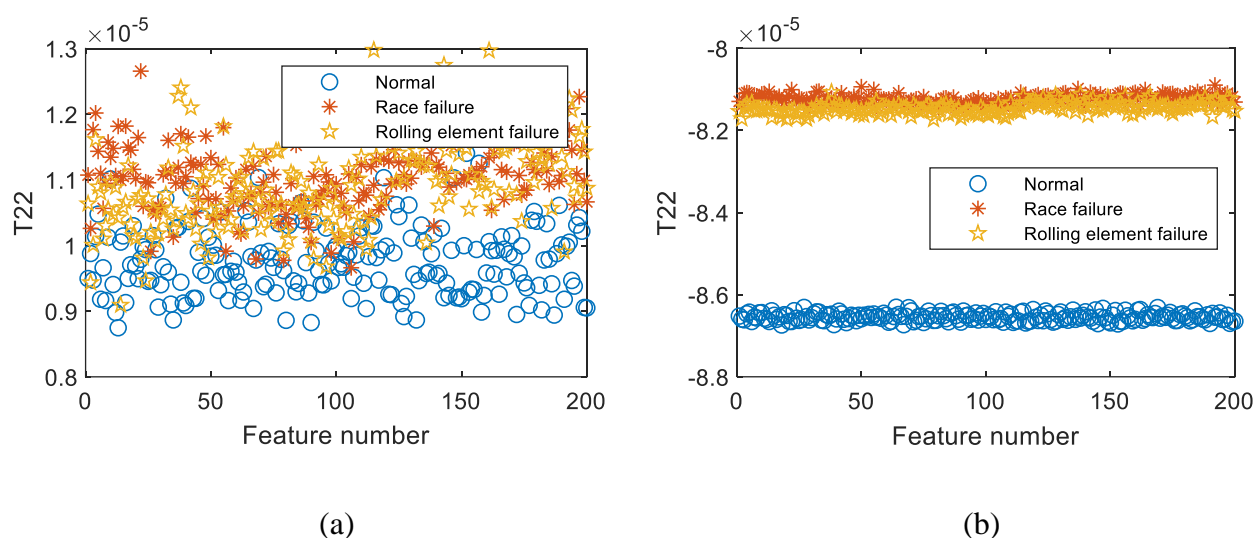 ×10⁻⁵
1.3
1.2
1.1
1
0.9
0.8
T22
Normal
Race failure
Rolling element failure
0 50 100 150 200
Feature number
(a)
×10⁻⁵
-8
-8.2
-8.4
-8.6
-8.8
T22
Normal
Race failure
Rolling element failure
0 50 100 150 200
Feature number
(b)